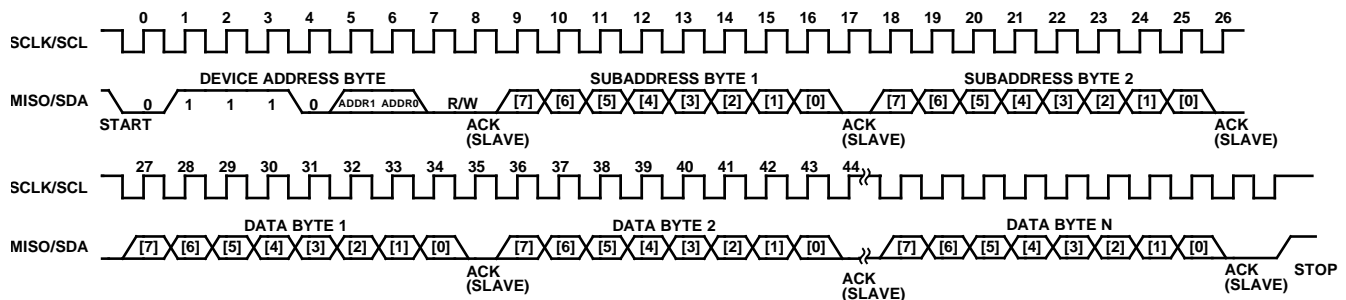 0 1 2 3 4 5 6 7 8 9 10 11 12 13 14 15 16 17 18 19 20 21 22 23 24 25 26
SCLK/SCL
DEVICE ADDRESS BYTE SUBADDRESS BYTE 1 SUBADDRESS BYTE 2
MISO/SDA 0 1 1 1 0 ADDR1 ADDR0 R/W [7] [6] [5] [4] [3] [2] [1] [0] [7] [6] [5] [4] [3] [2] [1] [0]
START ACK (SLAVE) ACK (SLAVE) ACK (SLAVE)
27 28 29 30 31 32 33 34 35 36 37 38 39 40 41 42 43 44
SCLK/SCL
DATA BYTE 1 DATA BYTE 2 DATA BYTE N
MISO/SDA [7] [6] [5] [4] [3] [2] [1] [0] [7] [6] [5] [4] [3] [2] [1] [0] [7] [6] [5] [4] [3] [2] [1] [0]
ACK (SLAVE) ACK (SLAVE) ACK (SLAVE) STOP